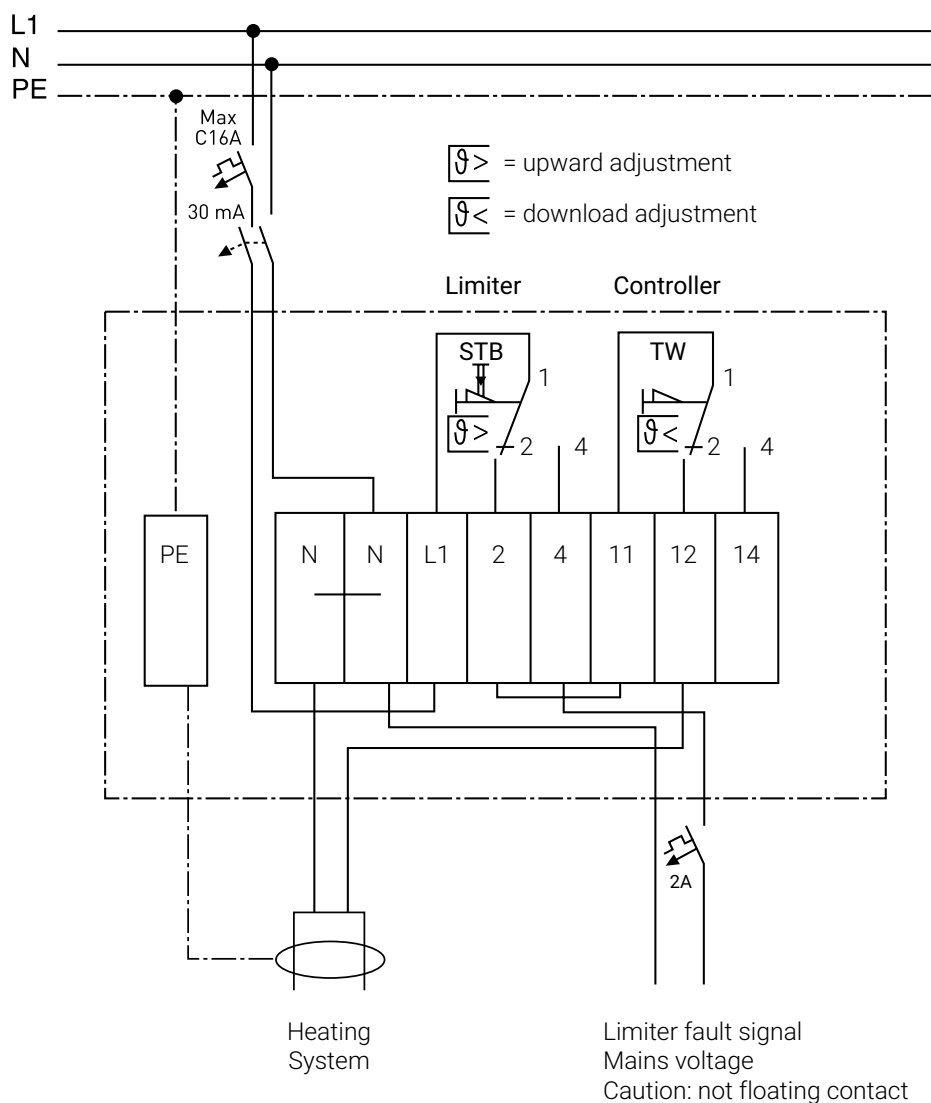 L1
N
PE
Max
C16A
30 mA
ϑ> = upward adjustment
ϑ< = download adjustment
Limiter
Controller
STB
1
ϑ>
2
4
TW
1
ϑ<
2
4
PE
N
N
L1
2
4
11
12
14
2A
Heating
System
Limiter fault signal
Mains voltage
Caution: not floating contact